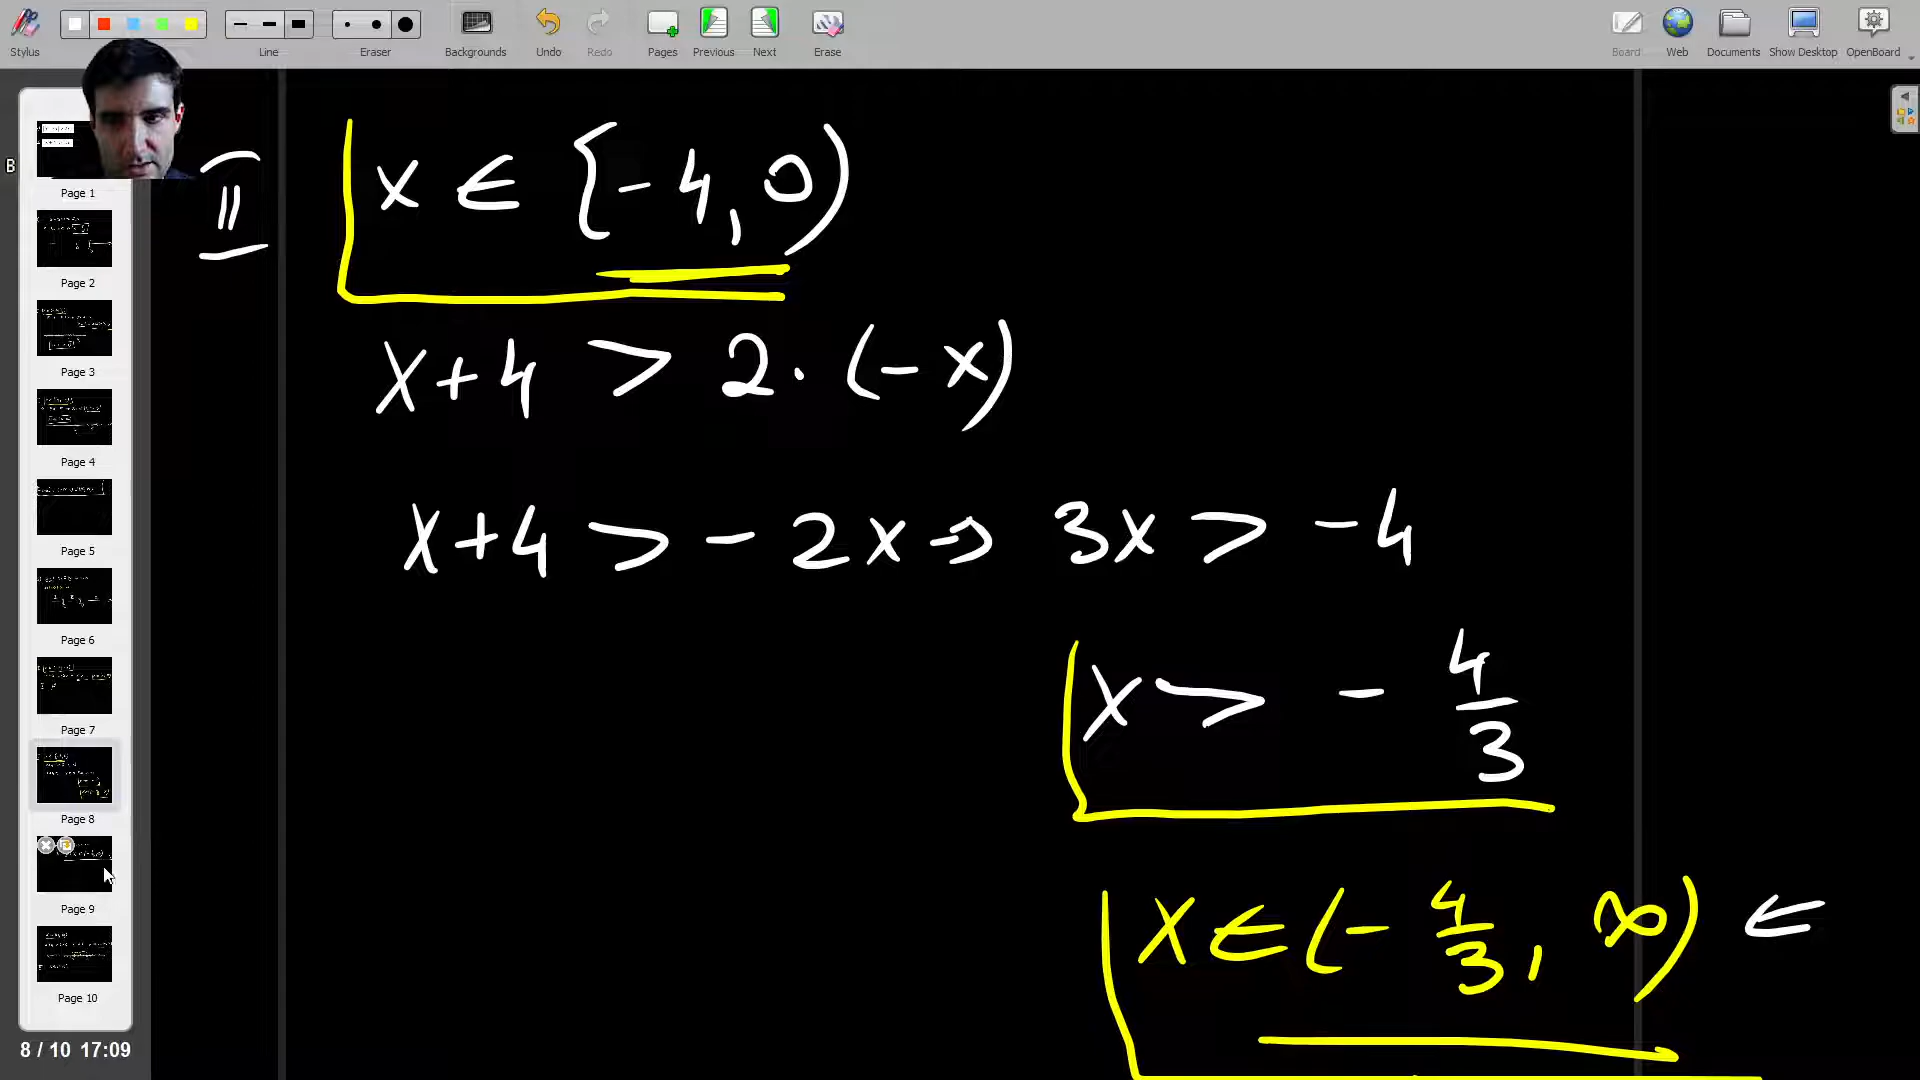 Stylus
Line
Eraser
Backgrounds
Undo
Redo
Pages
Previous
Next
Erase
Board
Web
Documents
Show Desktop
OpenBoard
B
Page 1
Page 2
Page 3
Page 4
Page 5
Page 6
Page 7
Page 8
Page 9
Page 10
8 / 10 17:09
II
x ∈ [-4, 0)
x+4 > 2·(-x)
x+4 > -2x → 3x > -4
x > -4/3
x ∈ (-4/3, ∞) ←